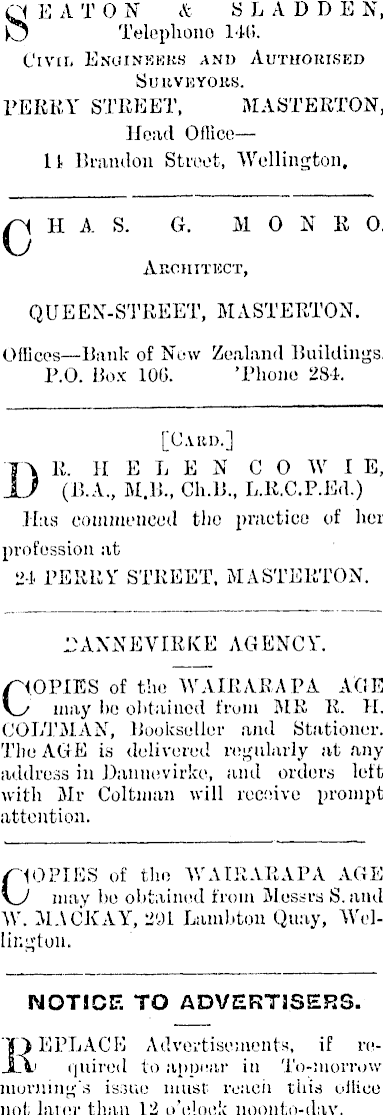 SEATON & SLADDEN,
Telephone 146.
CIVIL ENGINEERS AND AUTHORISED
SURVEYORS.
PERRY STREET, MASTERTON,
Head Office—
14 Brandon Street, Wellington.
CHAS. G. MONRO.
ARCHITECT,
QUEEN-STREET, MASTERTON.
Offices—Bank of New Zealand Buildings.
P.O. Box 106. 'Phone 284.
[CARD.]
DR. HELEN COWIE,
(B.A., M.B., Ch.B., L.R.C.P.Ed.)
Has commenced the practice of her
profession at
24 PERRY STREET, MASTERTON.
DANNEVIRKE AGENCY.
COPIES of the WAIRARAPA AGE
may be obtained from MR R. H.
COLTMAN, Bookseller and Stationer.
The AGE is delivered regularly at any
address in Dannevirke, and orders left
with Mr Coltman will receive prompt
attention.
COPIES of the WAIRARAPA AGE
may be obtained from Messrs S. and
W. MACKAY, 291 Lambton Quay, Wel-
lington.
NOTICE TO ADVERTISERS.
REPLACE Advertisements, if re-
quired to appear in To-morrow
morning's issue must reach this office
not later than 12 o'clock noonto-day.